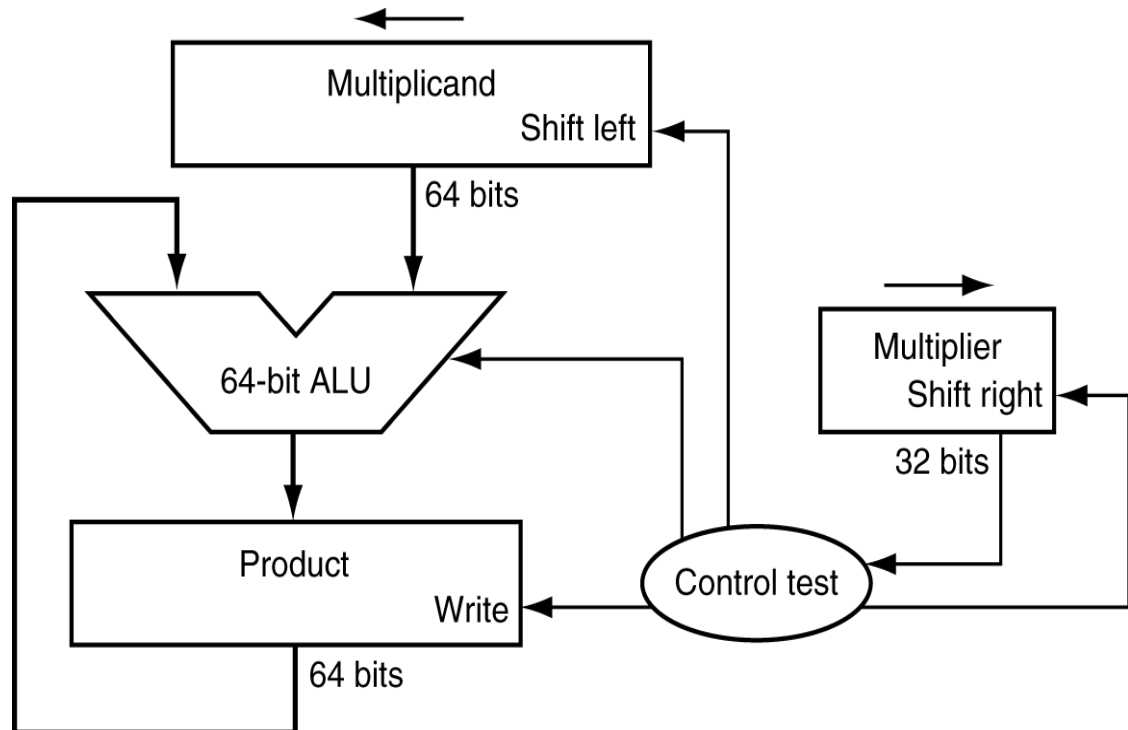 Multiplicand
Shift left
64 bits
64-bit ALU
Multiplier
Shift right
32 bits
Product
Write
Control test
64 bits